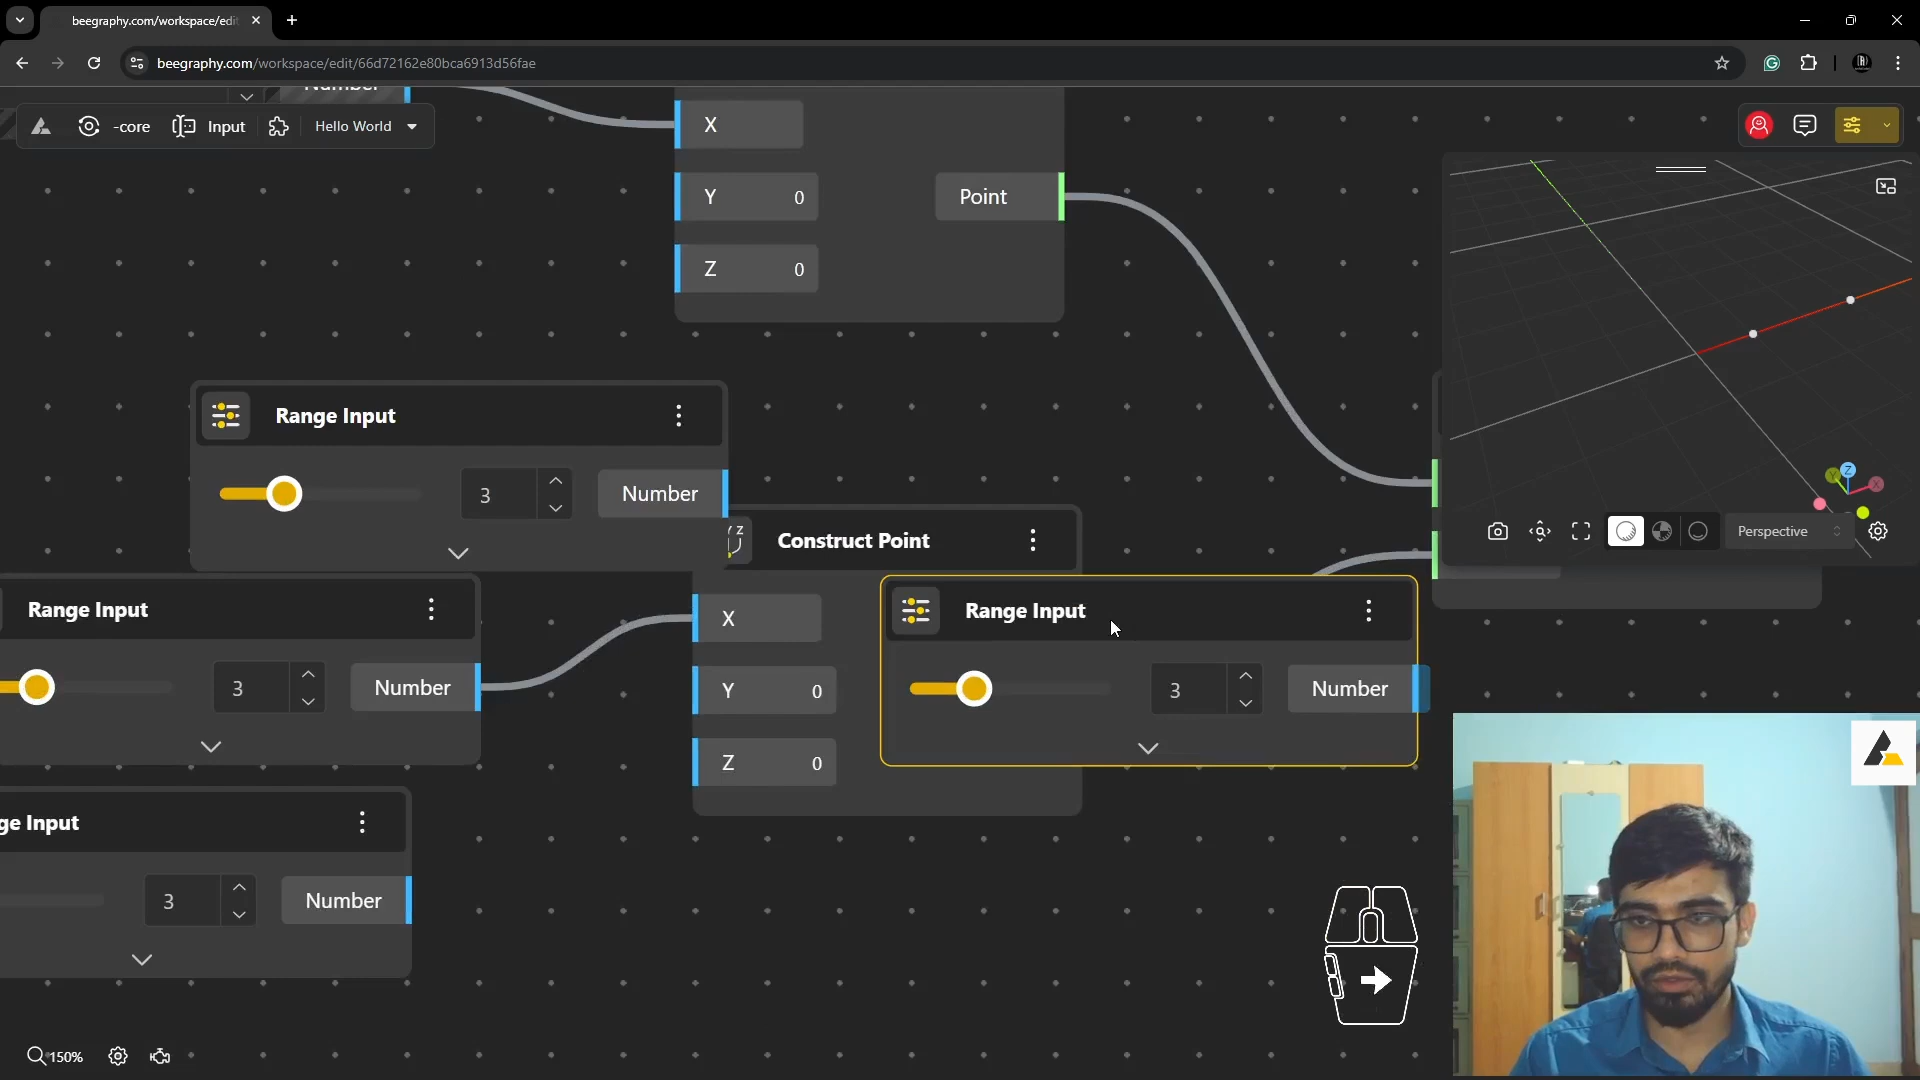 beegraphy.com/workspace/edi
beegraphy.com/workspace/edit/66d72162e80bca6913d56fae
Number
-core
Input
Hello World
X
Y 0
Point
Z 0
Range Input
3
Number
Construct Point
Range Input
X
Range Input
3
Number
Y 0
3
Number
Z 0
ge Input
3
Number
Z
Y
X
Perspective
150%